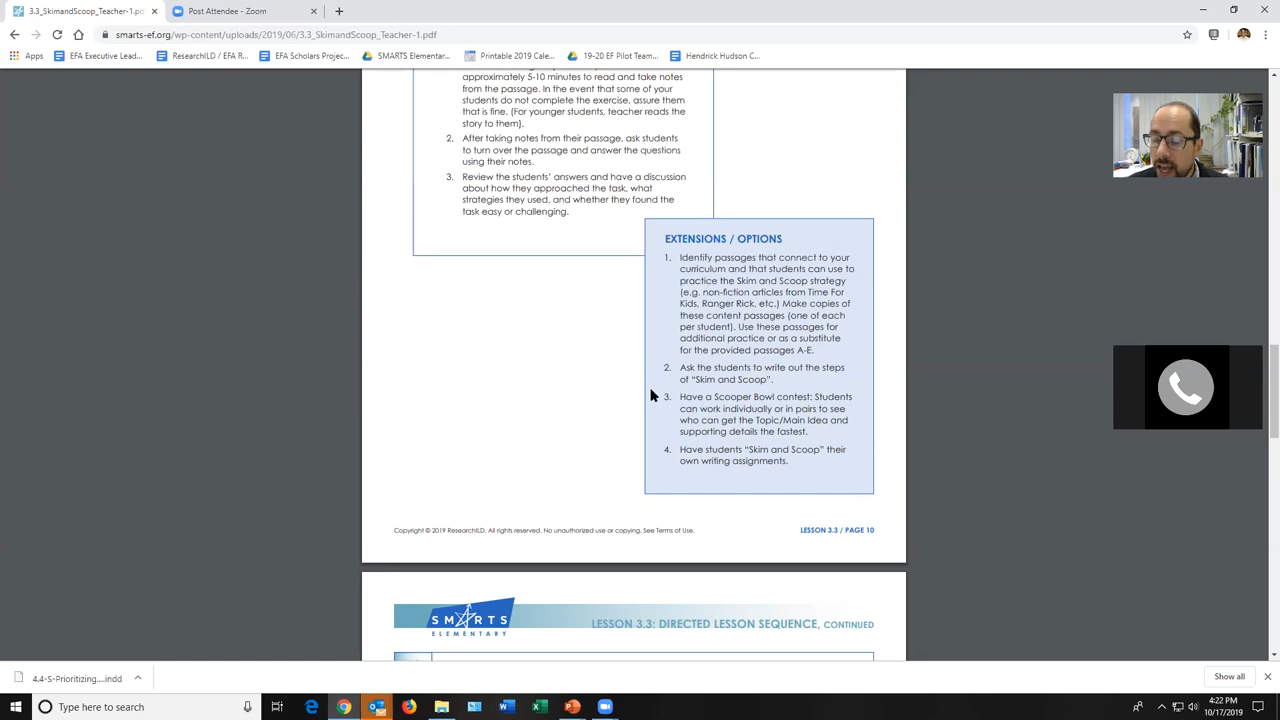 3.3_SkimandScoop_Teacher-1.pdf
Post Attendee - Zoom
smarts-ef.org/wp-content/uploads/2019/06/3.3_SkimandScoop_Teacher-1.pdf
Apps
EFA Executive Lead...
ResearchILD / EFA R...
EFA Scholars Projec...
SMARTS Elementar...
Printable 2019 Cale...
19-20 EF Pilot Team...
Hendrick Hudson C...
approximately 5-10 minutes to read and take notes
from the passage. In the event that some of your
students do not complete the exercise, assure them
that is fine. (For younger students, teacher reads the
story to them).
2. After taking notes from their passage, ask students
to turn over the passage and answer the questions
using their notes.
3. Review the students' answers and have a discussion
about how they approached the task, what
strategies they used, and whether they found the
task easy or challenging.
EXTENSIONS / OPTIONS
1. Identify passages that connect to your
curriculum and that students can use to
practice the Skim and Scoop strategy
(e.g. non-fiction articles from Time For
Kids, Ranger Rick, etc.) Make copies of
these content passages (one of each
per student). Use these passages for
additional practice or as a substitute
for the provided passages A-E.
2. Ask the students to write out the steps
of "Skim and Scoop".
3. Have a Scooper Bowl contest: Students
can work individually or in pairs to see
who can get the Topic/Main Idea and
supporting details the fastest.
4. Have students "Skim and Scoop" their
own writing assignments.
Copyright © 2019 ResearchILD. All rights reserved. No unauthorized use or copying. See Terms of Use.
LESSON 3.3 / PAGE 10
SMARTS
ELEMENTARY
LESSON 3.3: DIRECTED LESSON SEQUENCE, CONTINUED
4.4-S-Prioritizing....indd
Show all
Type here to search
4:22 PM
10/17/2019